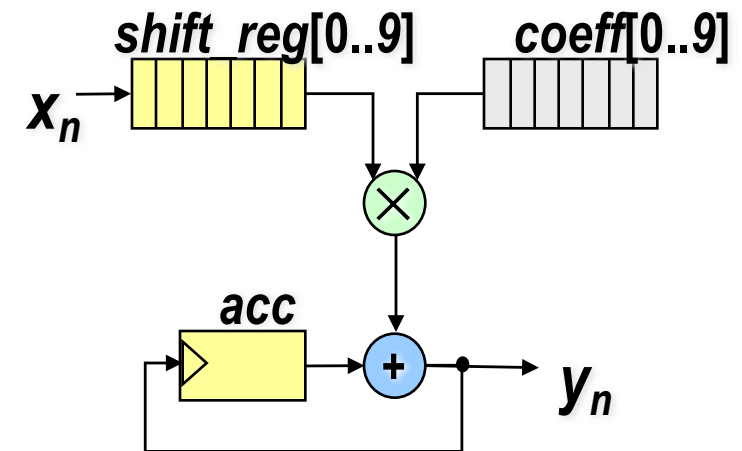 shift_reg[0..9]
coeff[0..9]
xₙ
×
acc
+
yₙ